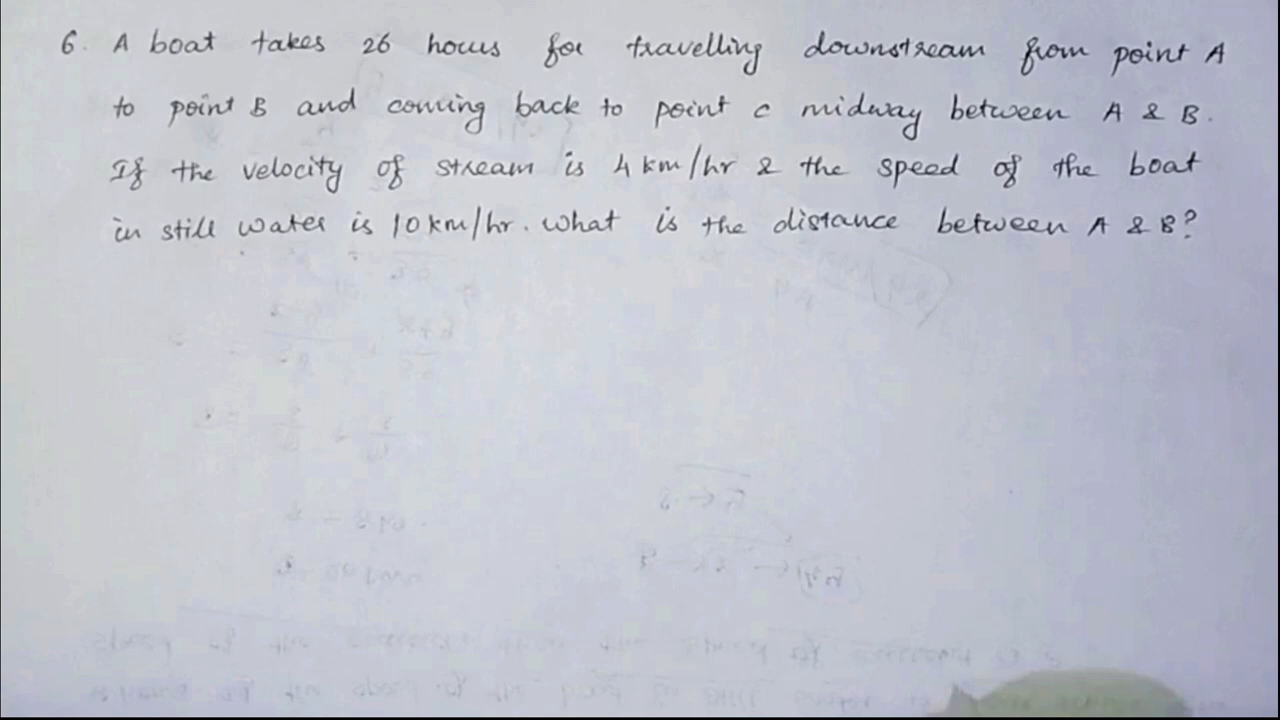 6. A boat takes 26 hours for travelling downstream from point A
to point B and coming back to point C midway between A & B.
If the velocity of stream is 4 km/hr & the speed of the boat
in still water is 10 km/hr. what is the distance between A & B?